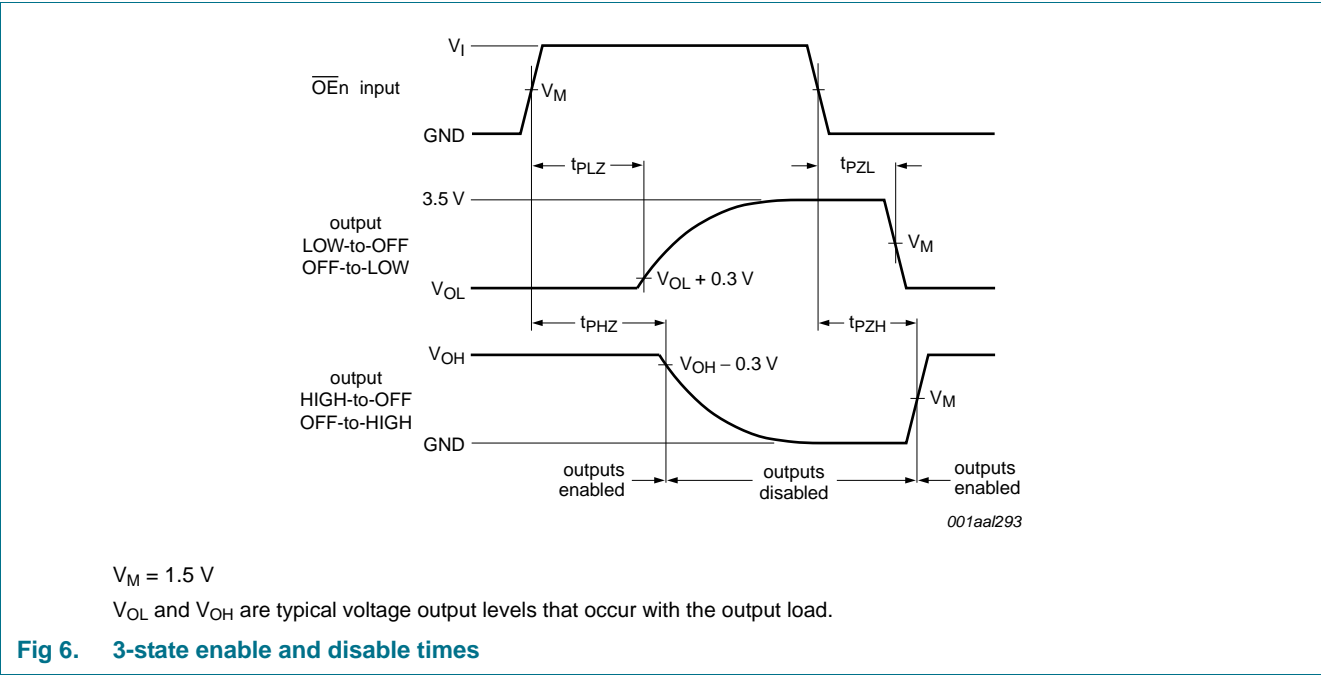 V_I
O̅E̅n input
V_M
GND
t_PLZ
t_PZL
3.5 V
output
LOW-to-OFF
OFF-to-LOW
V_M
V_OL + 0.3 V
V_OL
t_PHZ
t_PZH
V_OH
V_OH − 0.3 V
output
HIGH-to-OFF
OFF-to-HIGH
V_M
GND
outputs
enabled
outputs
disabled
outputs
enabled
001aal293
V_M = 1.5 V
V_OL and V_OH are typical voltage output levels that occur with the output load.
Fig 6. 3-state enable and disable times